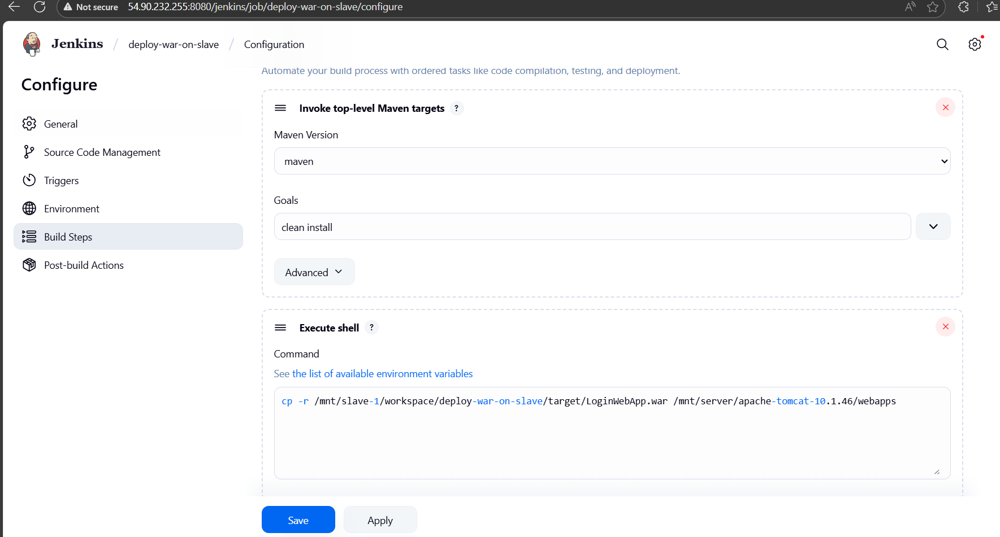 Not secure 54.90.232.255:8080/jenkins/job/deploy-war-on-slave/configure
Jenkins / deploy-war-on-slave / Configuration
Configure
General
Source Code Management
Triggers
Environment
Build Steps
Post-build Actions
Automate your build process with ordered tasks like code compilation, testing, and deployment.
Invoke top-level Maven targets ?
Maven Version
maven
Goals
clean install
Advanced
Execute shell ?
Command
See the list of available environment variables
cp -r /mnt/slave-1/workspace/deploy-war-on-slave/target/LoginWebApp.war /mnt/server/apache-tomcat-10.1.46/webapps
Save Apply